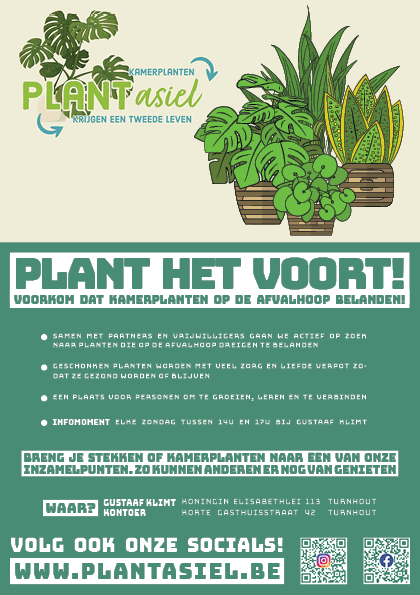 KAMERPLANTEN
PLANTasiel
KRIJGEN EEN TWEEDE LEVEN
PLANT HET VOORT!
VOORKOM DAT KAMERPLANTEN OP DE AFVALHOOP BELANDEN!
SAMEN MET PARTNERS EN VRIJWILLIGERS GAAN WE ACTIEF OP ZOEK
NAAR PLANTEN DIE OP DE AFVALHOOP DREIGEN TE BELANDEN
GESCHONKEN PLANTEN WORDEN MET VEEL ZORG EN LIEFDE VERPOT ZO-
DAT ZE GEZOND WORDEN OF BLIJVEN
EEN PLAATS VOOR PERSONEN OM TE GROEIEN, LEREN EN TE VERBINDEN
INFOMOMENT ELKE ZONDAG TUSSEN 14U EN 17U BIJ GUSTAAF KLIMT
BRENG JE STEKKEN OF KAMERPLANTEN NAAR EEN VAN ONZE
INZAMELPUNTEN. ZO KUNNEN ANDEREN ER NOG VAN GENIETEN
WAAR? GUSTAAF KLIMT KONINGIN ELISABETHLEI 113 TURNHOUT
KONTOER KORTE GASTHUISSTRAAT 42 TURNHOUT
VOLG OOK ONZE SOCIALS!
WWW.PLANTASIEL.BE